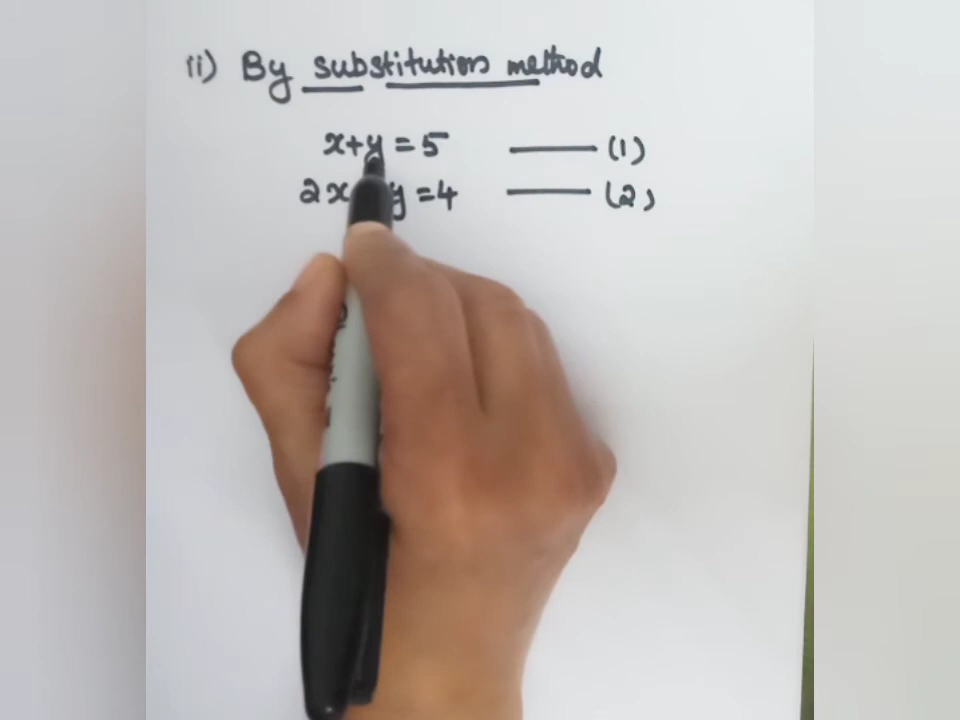 ii) By substitution method
x+y = 5 —— (1)
2x y =4 —— (2)